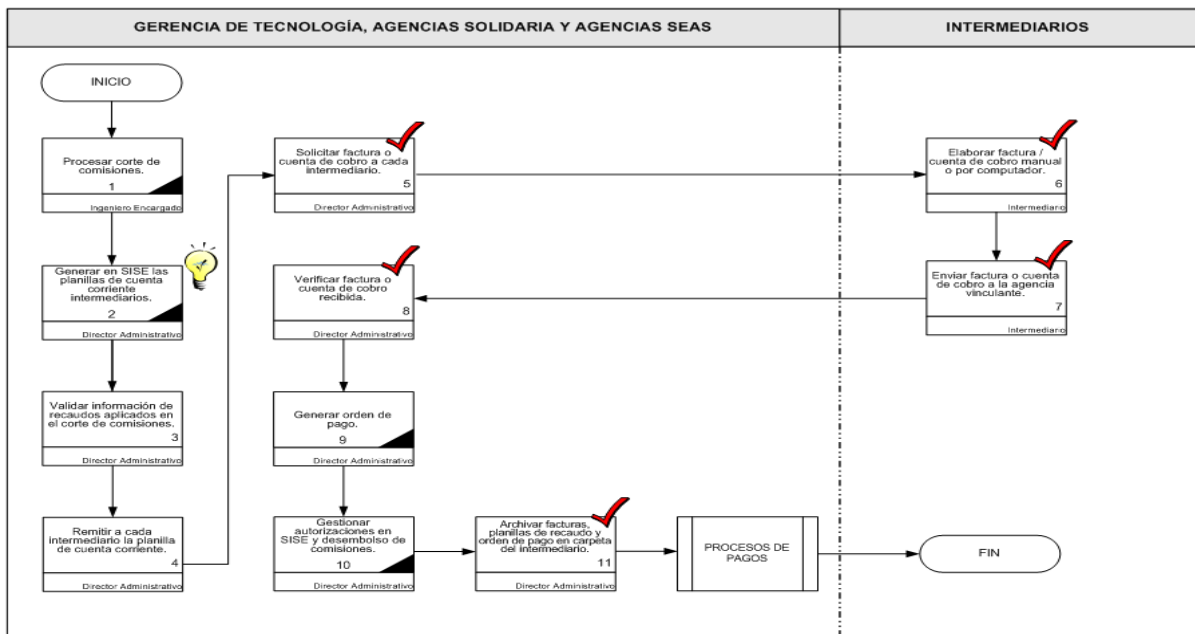 GERENCIA DE TECNOLOGÍA, AGENCIAS SOLIDARIA Y AGENCIAS SEAS
INTERMEDIARIOS
INICIO
Procesar corte de
comisiones.
1
Ingeniero Encargado
Generar en SISE las
planillas de cuenta
corriente
intermediarios.
2
Director Administrativo
Validar información de
recaudos aplicados en
el corte de comisiones.
3
Director Administrativo
Remitir a cada
intermediario la planilla
de cuenta corriente.
4
Director Administrativo
Solicitar factura o
cuenta de cobro a cada
intermediario.
5
Director Administrativo
Elaborar factura /
cuenta de cobro manual
o por computador.
6
Intermediario
Enviar factura o cuenta
de cobro a la agencia
vinculante.
7
Intermediario
Verificar factura o
cuenta de cobro
recibida.
8
Director Administrativo
Generar orden de
pago.
9
Director Administrativo
Gestionar
autorizaciones en
SISE y desembolso de
comisiones.
10
Director Administrativo
Archivar facturas,
planillas de recaudo y
orden de pago en carpeta
del intermediario.
11
Director Administrativo
PROCESOS DE
PAGOS
FIN